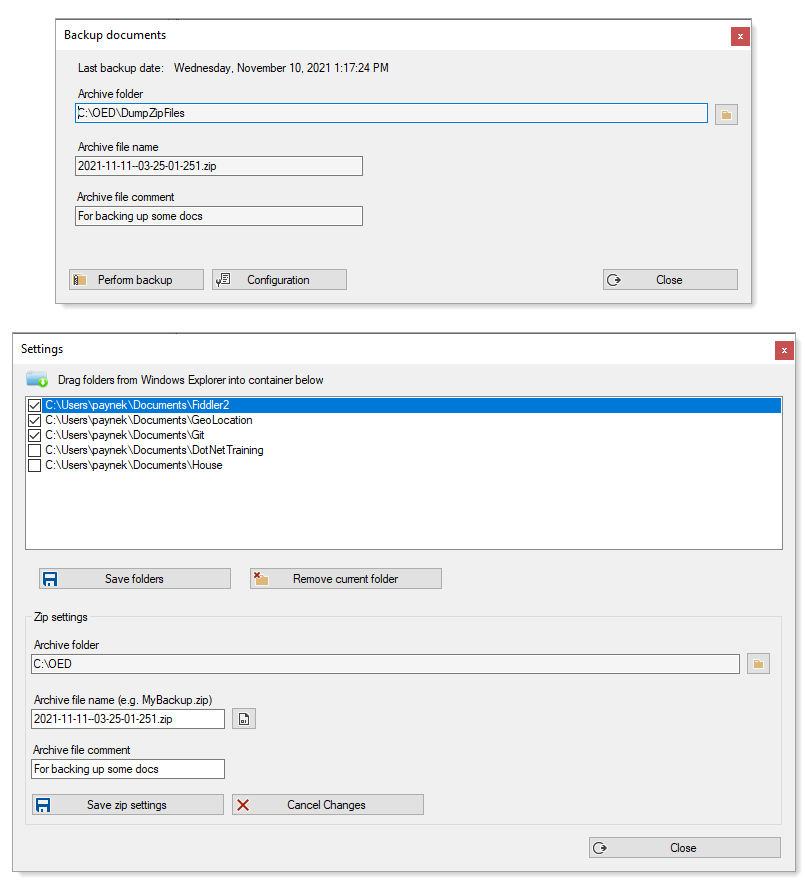 Backup documents
x
Last backup date: Wednesday, November 10, 2021 1:17:24 PM
Archive folder
C:\OED\DumpZipFiles
Archive file name
2021-11-11--03-25-01-251.zip
Archive file comment
For backing up some docs
Perform backup Configuration Close
Settings
x
Drag folders from Windows Explorer into container below
C:\Users\paynek\Documents\Fiddler2
C:\Users\paynek\Documents\GeoLocation
C:\Users\paynek\Documents\Git
C:\Users\paynek\Documents\DotNetTraining
C:\Users\paynek\Documents\House
Save folders Remove current folder
Zip settings
Archive folder
C:\OED
Archive file name (e.g. MyBackup.zip)
2021-11-11--03-25-01-251.zip
Archive file comment
For backing up some docs
Save zip settings Cancel Changes
Close